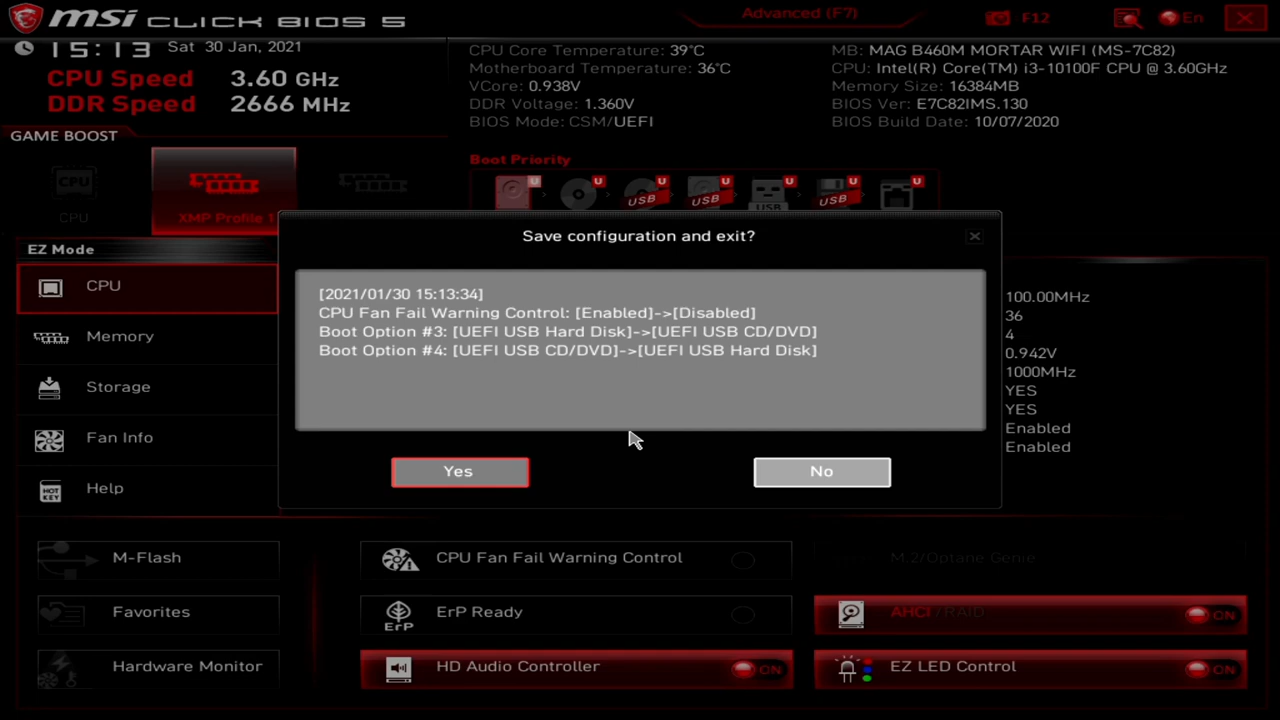 msi CLICK BIOS 5
Advanced (F7)
F12
En
15:13 Sat 30 Jan, 2021
CPU Speed 3.60 GHz
DDR Speed 2666 MHz
CPU Core Temperature: 39°C
Motherboard Temperature: 36°C
VCore: 0.938V
DDR Voltage: 1.360V
BIOS Mode: CSM/UEFI
MB: MAG B460M MORTAR WIFI (MS-7C82)
CPU: Intel(R) Core(TM) i3-10100F CPU @ 3.60GHz
Memory Size: 16384MB
BIOS Ver: E7C82IMS.130
BIOS Build Date: 10/07/2020
GAME BOOST
CPU
CPU
XMP Profile 1
Boot Priority
U U U U U U U
USB USB USB USB
EZ Mode
CPU
Memory
Storage
Fan Info
HOT KEY Help
Save configuration and exit?
[2021/01/30 15:13:34]
CPU Fan Fail Warning Control: [Enabled]->[Disabled]
Boot Option #3: [UEFI USB Hard Disk]->[UEFI USB CD/DVD]
Boot Option #4: [UEFI USB CD/DVD]->[UEFI USB Hard Disk]
Yes
No
100.00MHz
36
4
0.942V
1000MHz
YES
YES
Enabled
Enabled
M-Flash
Favorites
Hardware Monitor
CPU Fan Fail Warning Control
ErP ErP Ready
HD Audio Controller ON
M.2/Optane Genie
AHCI /RAID ON
EZ LED Control ON